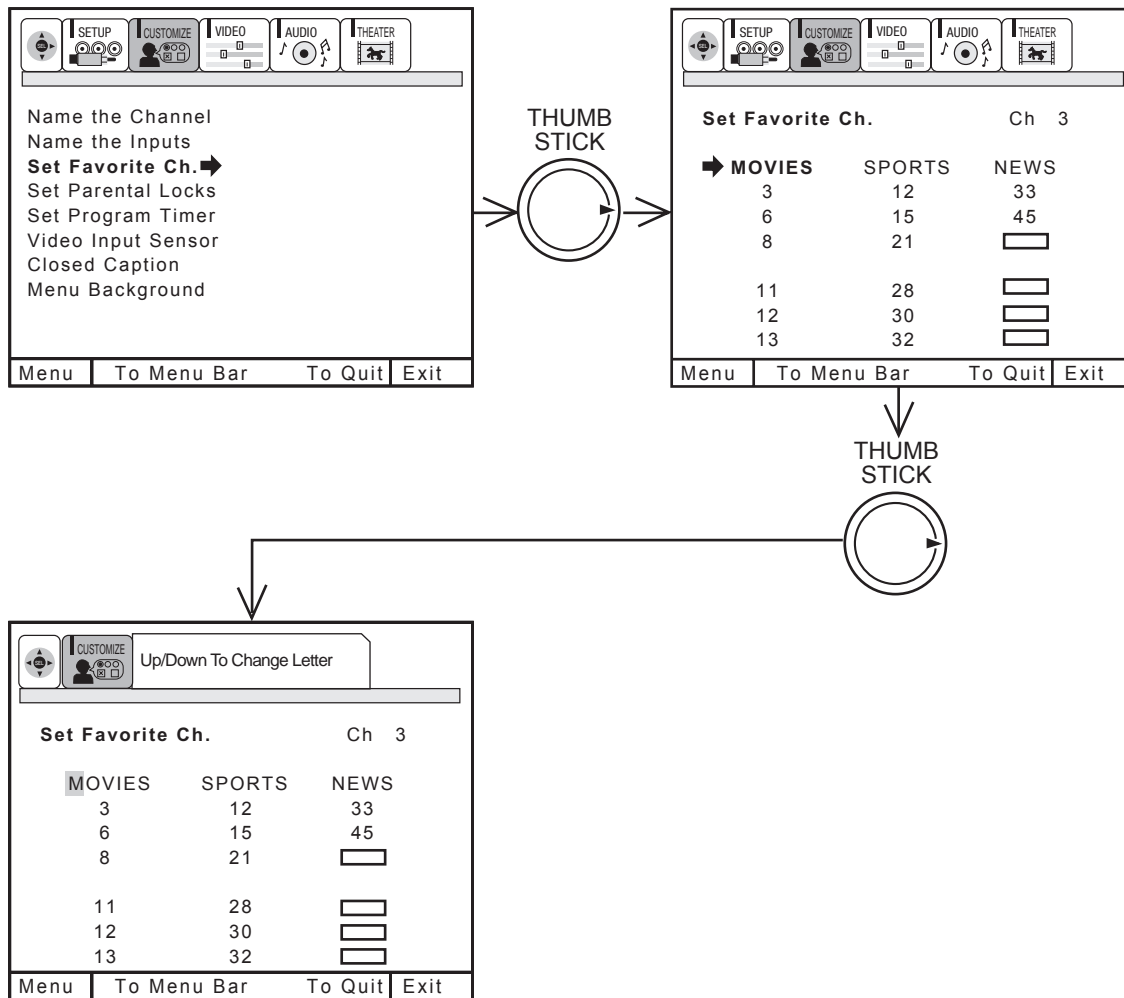 SETUP CUSTOMIZE VIDEO AUDIO THEATER
SEL
Name the Channel
Name the Inputs
Set Favorite Ch.
Set Parental Locks
Set Program Timer
Video Input Sensor
Closed Caption
Menu Background
Menu To Menu Bar To Quit Exit
THUMB
STICK
SETUP CUSTOMIZE VIDEO AUDIO THEATER
SEL
Set Favorite Ch. Ch 3
MOVIES SPORTS NEWS
3 12 33
6 15 45
8 21
11 28
12 30
13 32
Menu To Menu Bar To Quit Exit
THUMB
STICK
CUSTOMIZE
SEL
Up/Down To Change Letter
Set Favorite Ch. Ch 3
MOVIES SPORTS NEWS
3 12 33
6 15 45
8 21
11 28
12 30
13 32
Menu To Menu Bar To Quit Exit